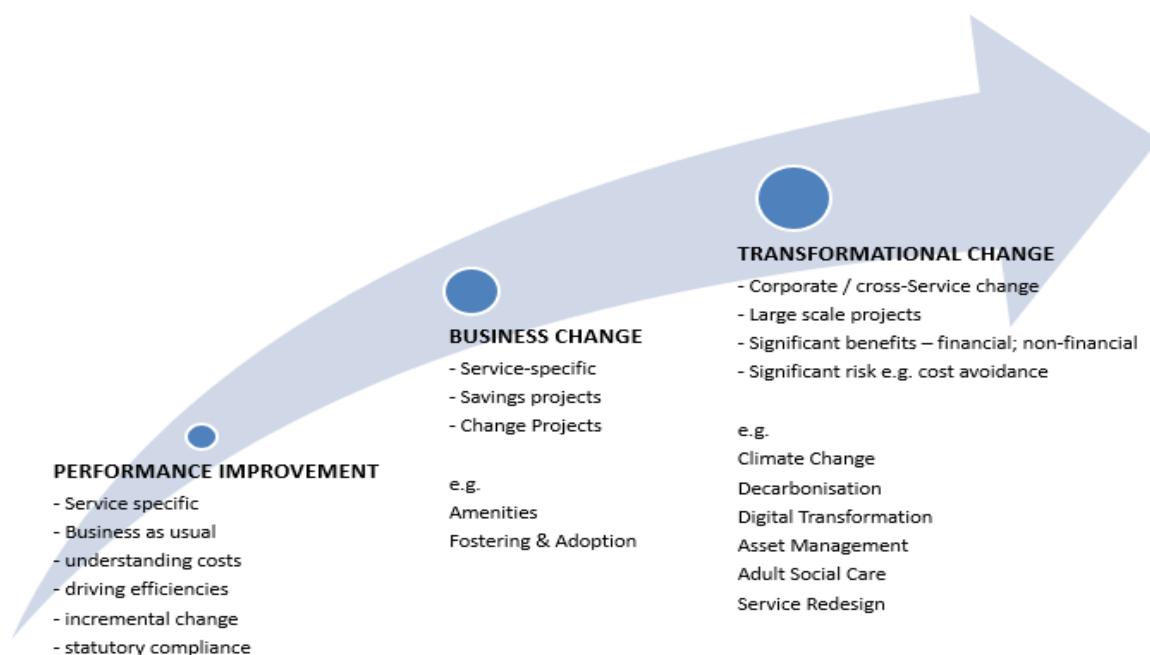 PERFORMANCE IMPROVEMENT
- Service specific
- Business as usual
- understanding costs
- driving efficiencies
- incremental change
- statutory compliance
BUSINESS CHANGE
- Service-specific
- Savings projects
- Change Projects
e.g.
Amenities
Fostering & Adoption
TRANSFORMATIONAL CHANGE
- Corporate / cross-Service change
- Large scale projects
- Significant benefits – financial; non-financial
- Significant risk e.g. cost avoidance
e.g.
Climate Change
Decarbonisation
Digital Transformation
Asset Management
Adult Social Care
Service Redesign